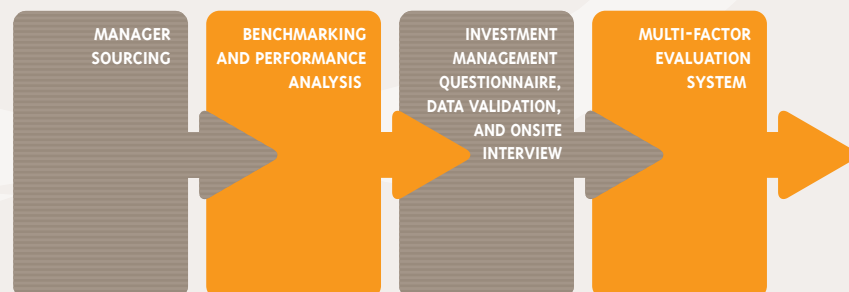 MANAGER
SOURCING
BENCHMARKING
AND PERFORMANCE
ANALYSIS
INVESTMENT
MANAGEMENT
QUESTIONNAIRE,
DATA VALIDATION,
AND ONSITE
INTERVIEW
MULTI-FACTOR
EVALUATION
SYSTEM